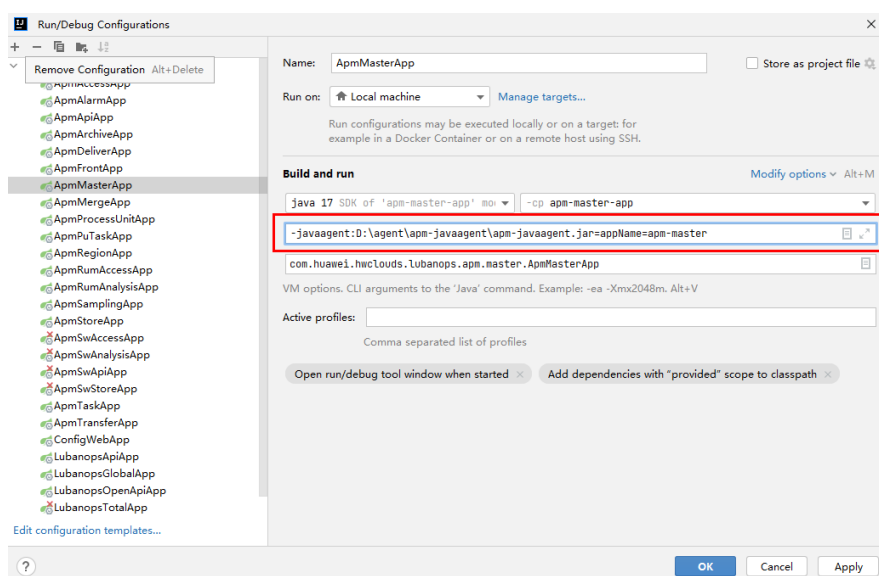 Run/Debug Configurations
Remove Configuration Alt+Delete
ApmAccessApp
ApmAlarmApp
ApmApiApp
ApmArchiveApp
ApmDeliverApp
ApmFrontApp
ApmMasterApp
ApmMergeApp
ApmProcessUnitApp
ApmPuTaskApp
ApmRegionApp
ApmRumAccessApp
ApmRumAnalysisApp
ApmSamplingApp
ApmStoreApp
ApmSwAccessApp
ApmSwAnalysisApp
ApmSwApiApp
ApmSwStoreApp
ApmTaskApp
ApmTransferApp
ConfigWebApp
LubanopsApiApp
LubanopsGlobalApp
LubanopsOpenApiApp
LubanopsTotalApp
Edit configuration templates...
Name: ApmMasterApp Store as project file
Run on: Local machine Manage targets...
Run configurations may be executed locally or on a target: for
example in a Docker Container or on a remote host using SSH.
Build and run Modify options Alt+M
java 17 SDK of 'apm-master-app' mo -cp apm-master-app
-javaagent:D:\agent\apm-javaagent\apm-javaagent.jar=appName=apm-master
com.huawei.hwclouds.lubanops.apm.master.ApmMasterApp
VM options. CLI arguments to the 'Java' command. Example: -ea -Xmx2048m. Alt+V
Active profiles:
Comma separated list of profiles
Open run/debug tool window when started × Add dependencies with "provided" scope to classpath ×
? OK Cancel Apply